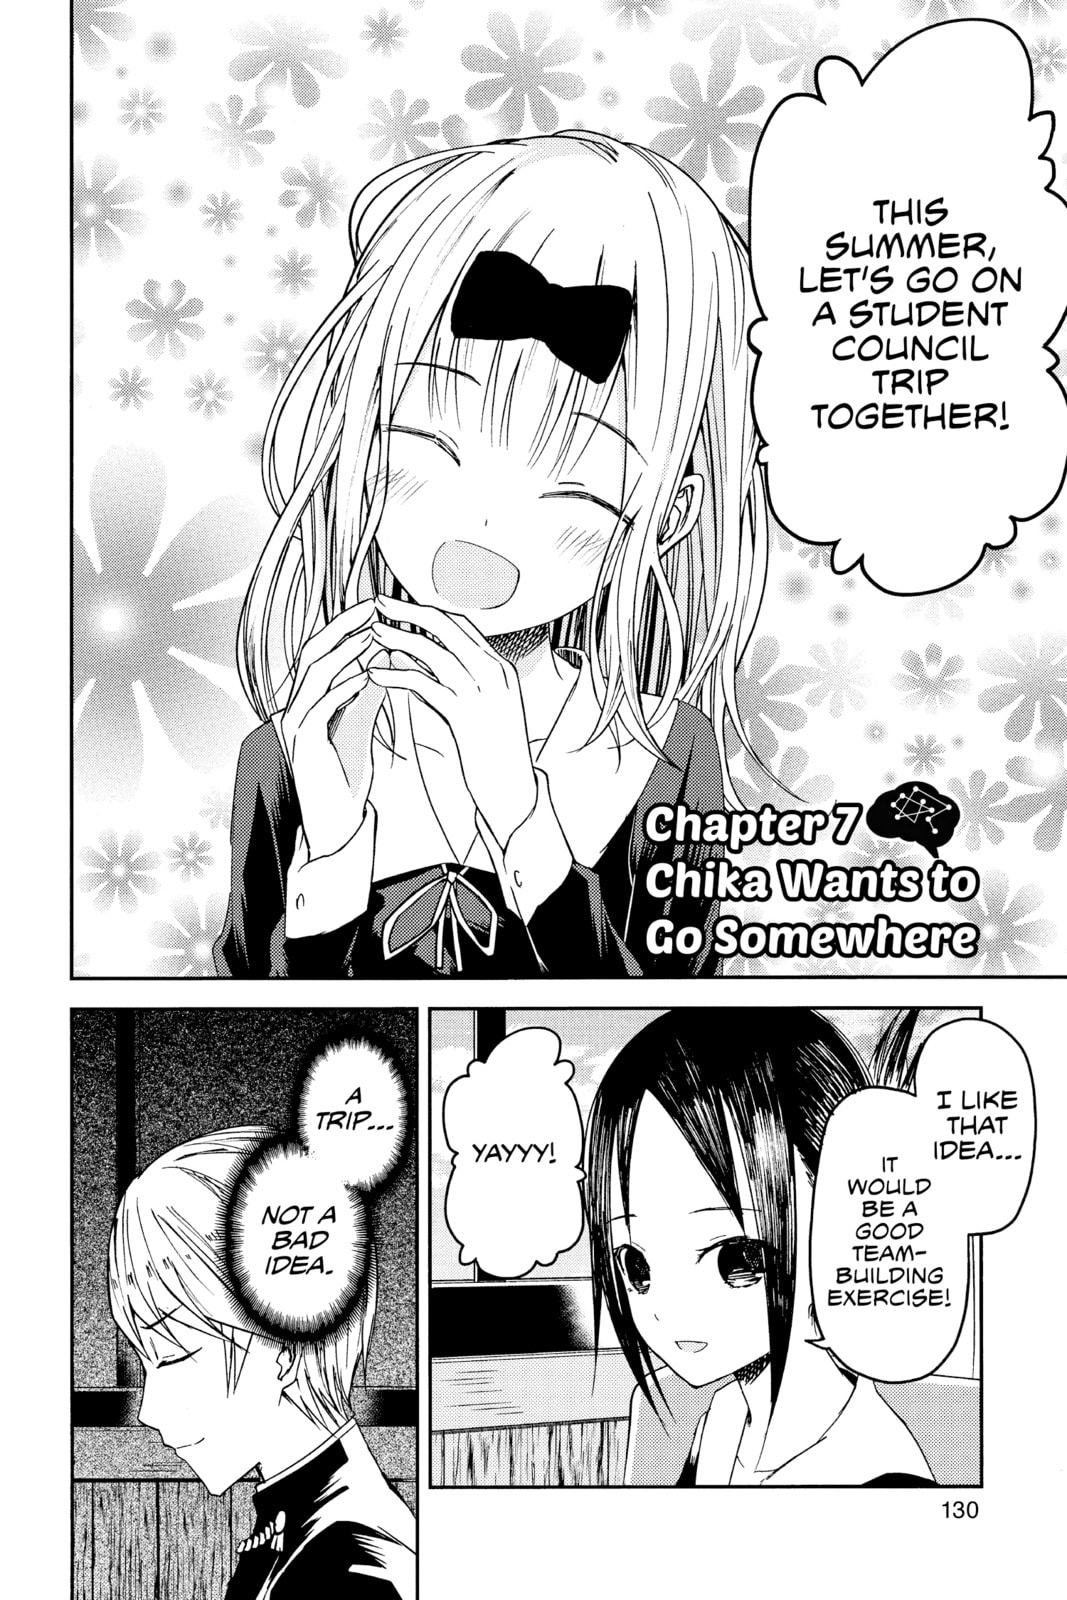 THIS
SUMMER,
LET'S GO ON
A STUDENT
COUNCIL
TRIP
TOGETHER!
Chapter 7
Chika Wants to
Go Somewhere
I LIKE
THAT
IDEA...
IT
WOULD
BE A
GOOD
TEAM-
BUILDING
EXERCISE!
YAYYY!
A
TRIP...
NOT A
BAD
IDEA.
130